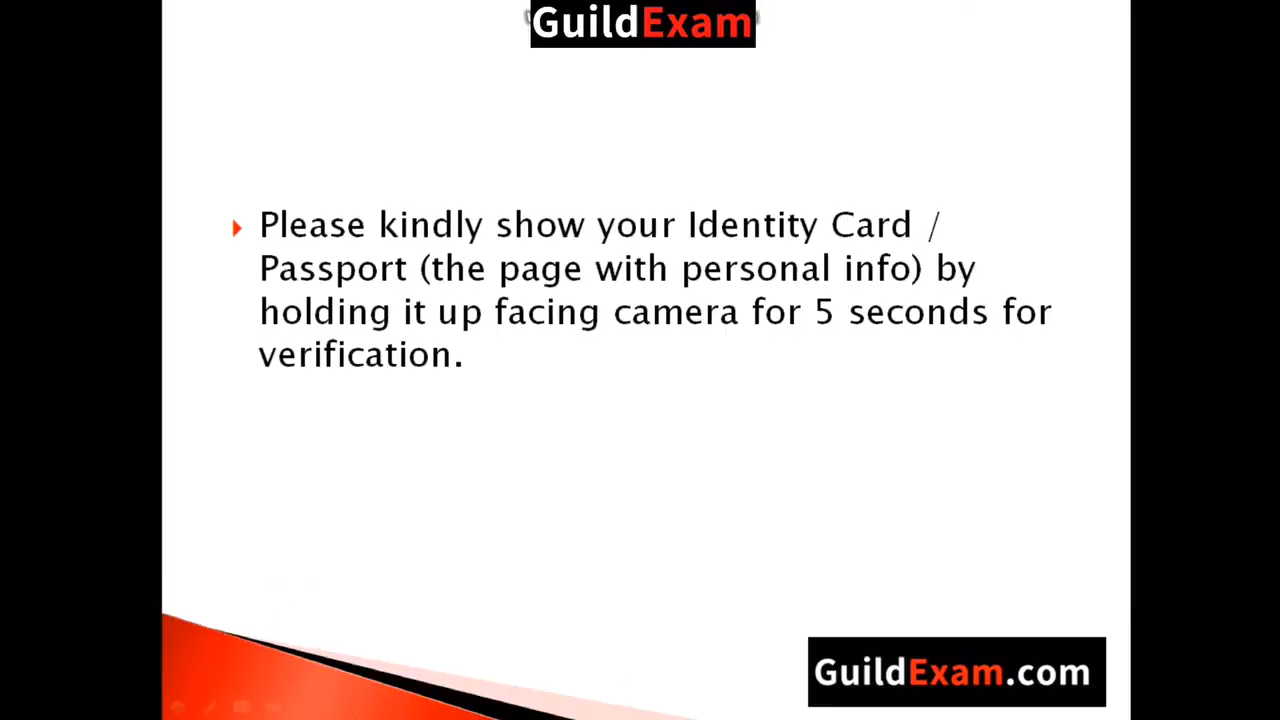 GuildExam
Please kindly show your Identity Card /
Passport (the page with personal info) by
holding it up facing camera for 5 seconds for
verification.
GuildExam.com